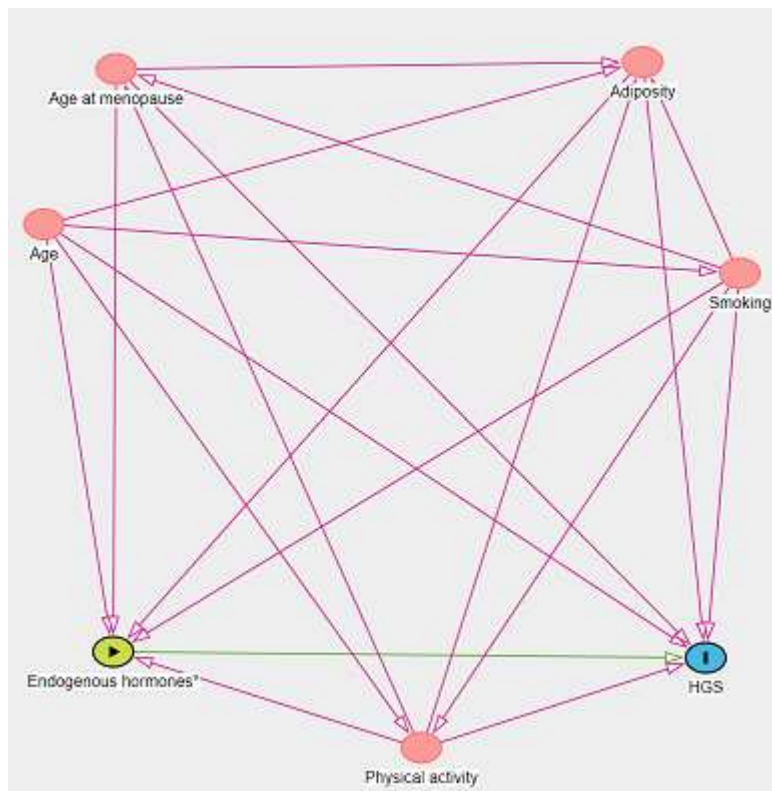 Age at menopause
Adiposity
Age
Smoking
Endogenous hormones*
HGS
Physical activity